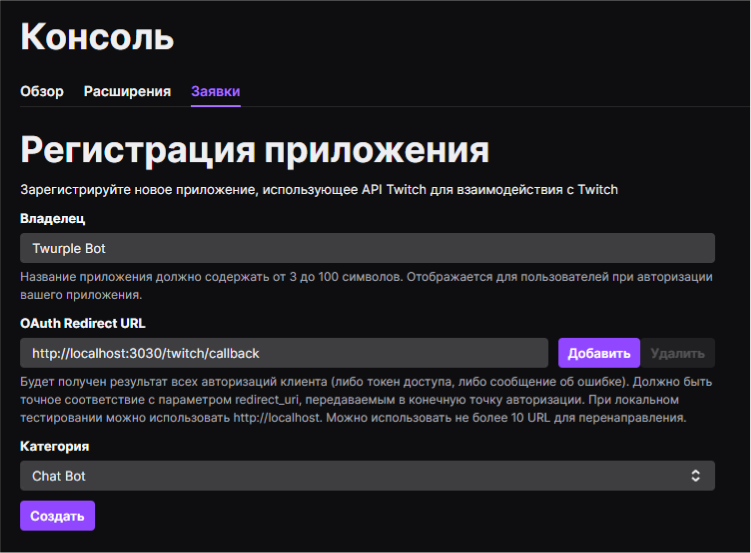 Консоль
Обзор Расширения Заявки
Регистрация приложения
Зарегистрируйте новое приложение, использующее API Twitch для взаимодействия с Twitch
Владелец
Twurple Bot
Название приложения должно содержать от 3 до 100 символов. Отображается для пользователей при авторизации
вашего приложения.
OAuth Redirect URL
http://localhost:3030/twitch/callback Добавить Удалить
Будет получен результат всех авторизаций клиента (либо токен доступа, либо сообщение об ошибке). Должно быть
точное соответствие с параметром redirect_uri, передаваемым в конечную точку авторизации. При локальном
тестировании можно использовать http://localhost. Можно использовать не более 10 URL для перенаправления.
Категория
Chat Bot
Создать